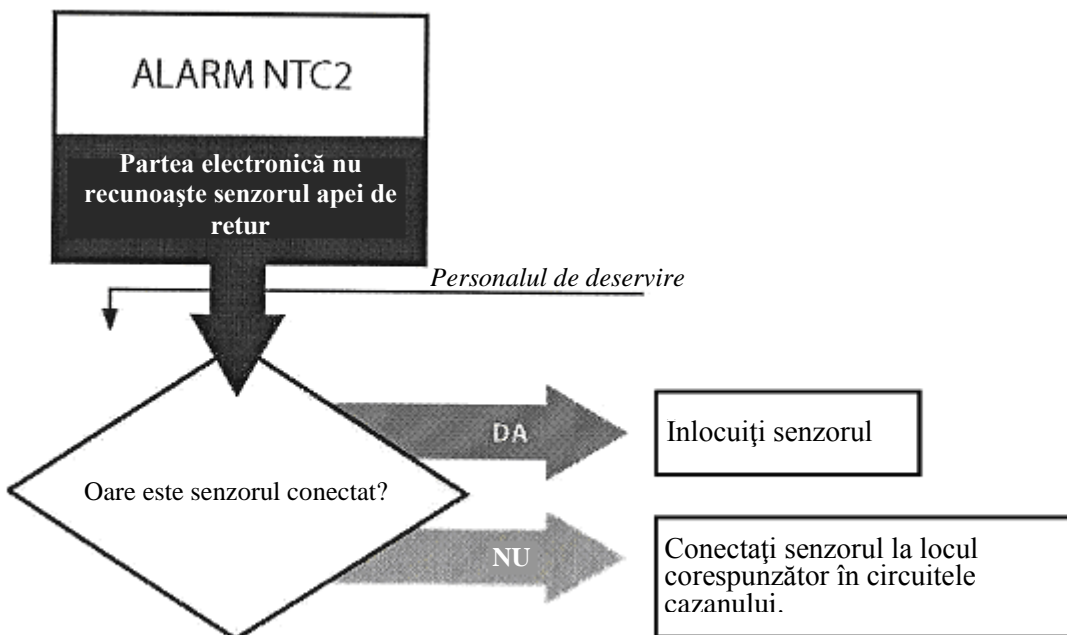 ALARM NTC2
Partea electronică nu
recunoaşte senzorul apei de
retur
Personalul de deservire
DA
Inlocuiţi senzorul
Oare este senzorul conectat?
NU
Conectaţi senzorul la locul
corespunzător în circuitele
cazanului.